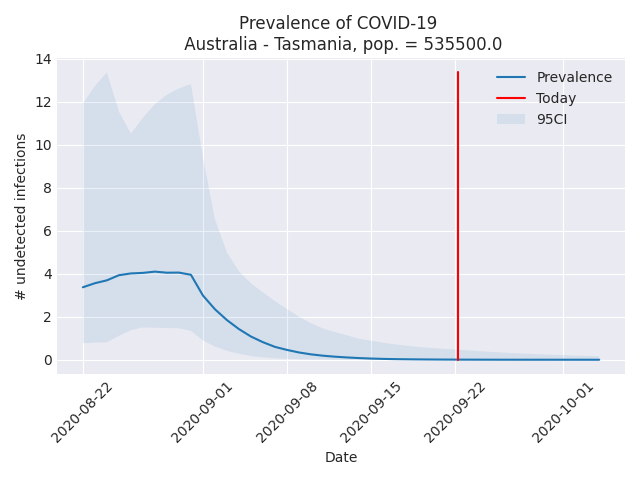 Prevalence of COVID-19
Australia - Tasmania, pop. = 535500.0
14
12
10
8
6
4
2
0
# undetected infections
Prevalence
Today
95CI
2020-08-22
2020-09-01
2020-09-08
2020-09-15
2020-09-22
2020-10-01
Date